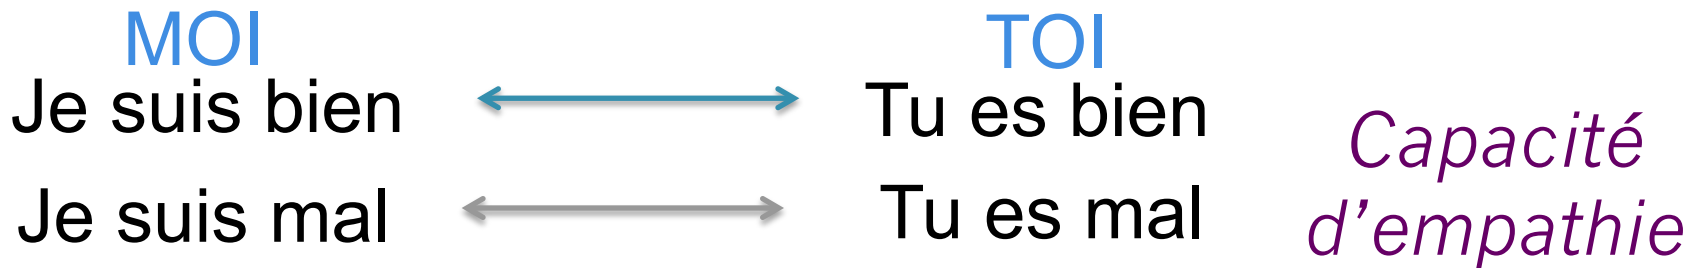 MOI
TOI
Je suis bien
Tu es bien
Je suis mal
Tu es mal
Capacité
d’empathie